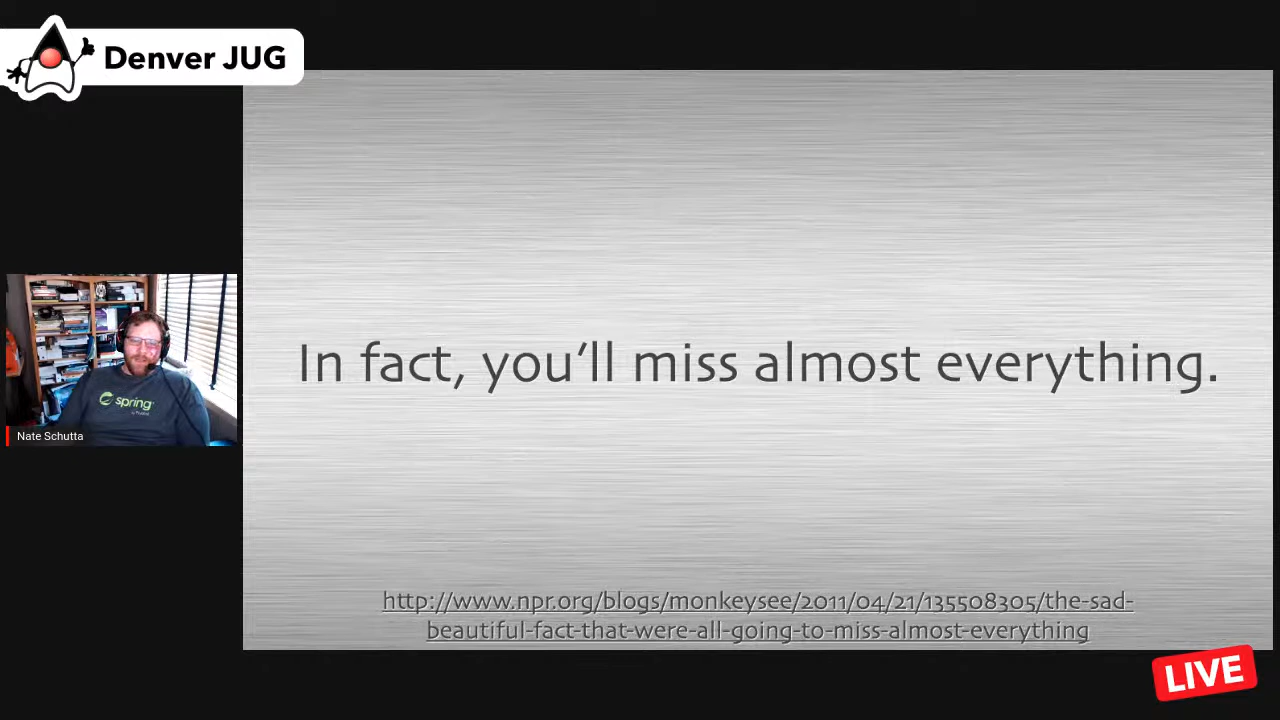 Denver JUG
In fact, you’ll miss almost everything.
spring
Nate Schutta
http://www.npr.org/blogs/monkeysee/2011/04/21/135508305/the-sad-
beautiful-fact-that-were-all-going-to-miss-almost-everything
LIVE